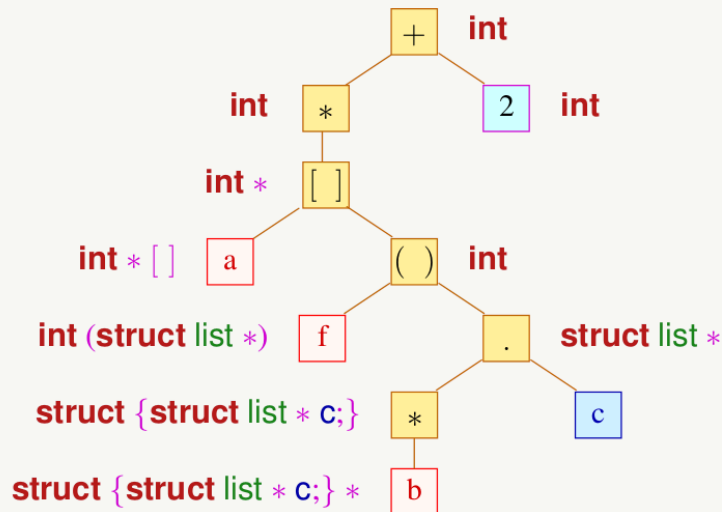 + int
int * 2 int
int * [ ]
int * [ ] a ( ) int
int (struct list *) f . struct list *
struct {struct list * c;} * c
struct {struct list * c;} * b